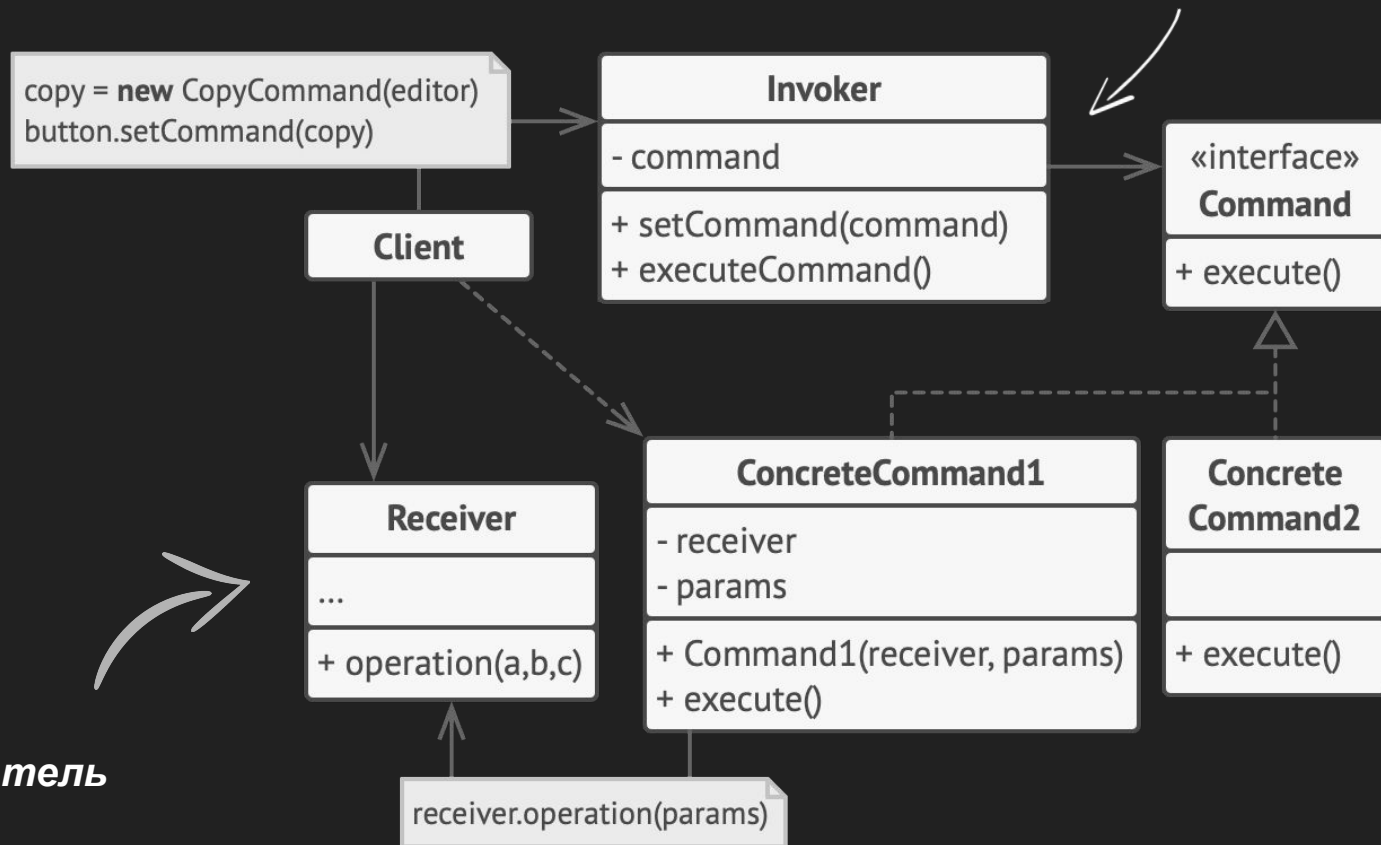 copy = new CopyCommand(editor)
button.setCommand(copy)
Invoker
- command
+ setCommand(command)
+ executeCommand()
«interface»
Command
+ execute()
Client
Receiver
...
+ operation(a,b,c)
ConcreteCommand1
- receiver
- params
+ Command1(receiver, params)
+ execute()
Concrete
Command2
+ execute()
тель
receiver.operation(params)